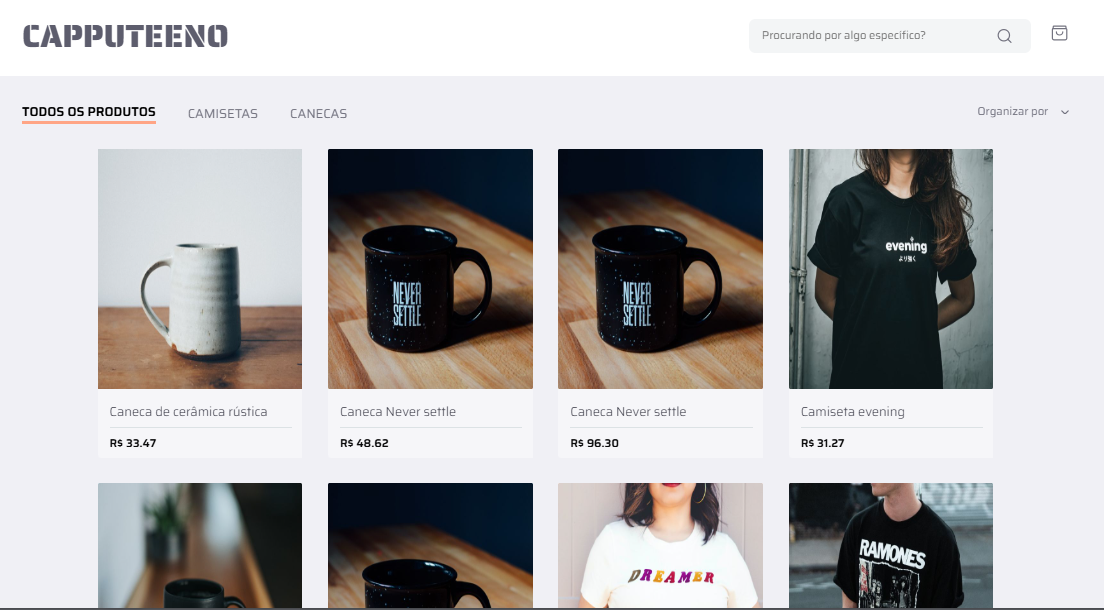 CAPPUTEENO
Procurando por algo específico?
TODOS OS PRODUTOS
CAMISETAS
CANECAS
Organizar por
NEVER
SETTLE
NEVER
SETTLE
evening
より強く
Caneca de cerâmica rústica
Caneca Never settle
Caneca Never settle
Camiseta evening
R$ 33.47
R$ 48.62
R$ 96.30
R$ 31.27
DREAMER
RAMONES